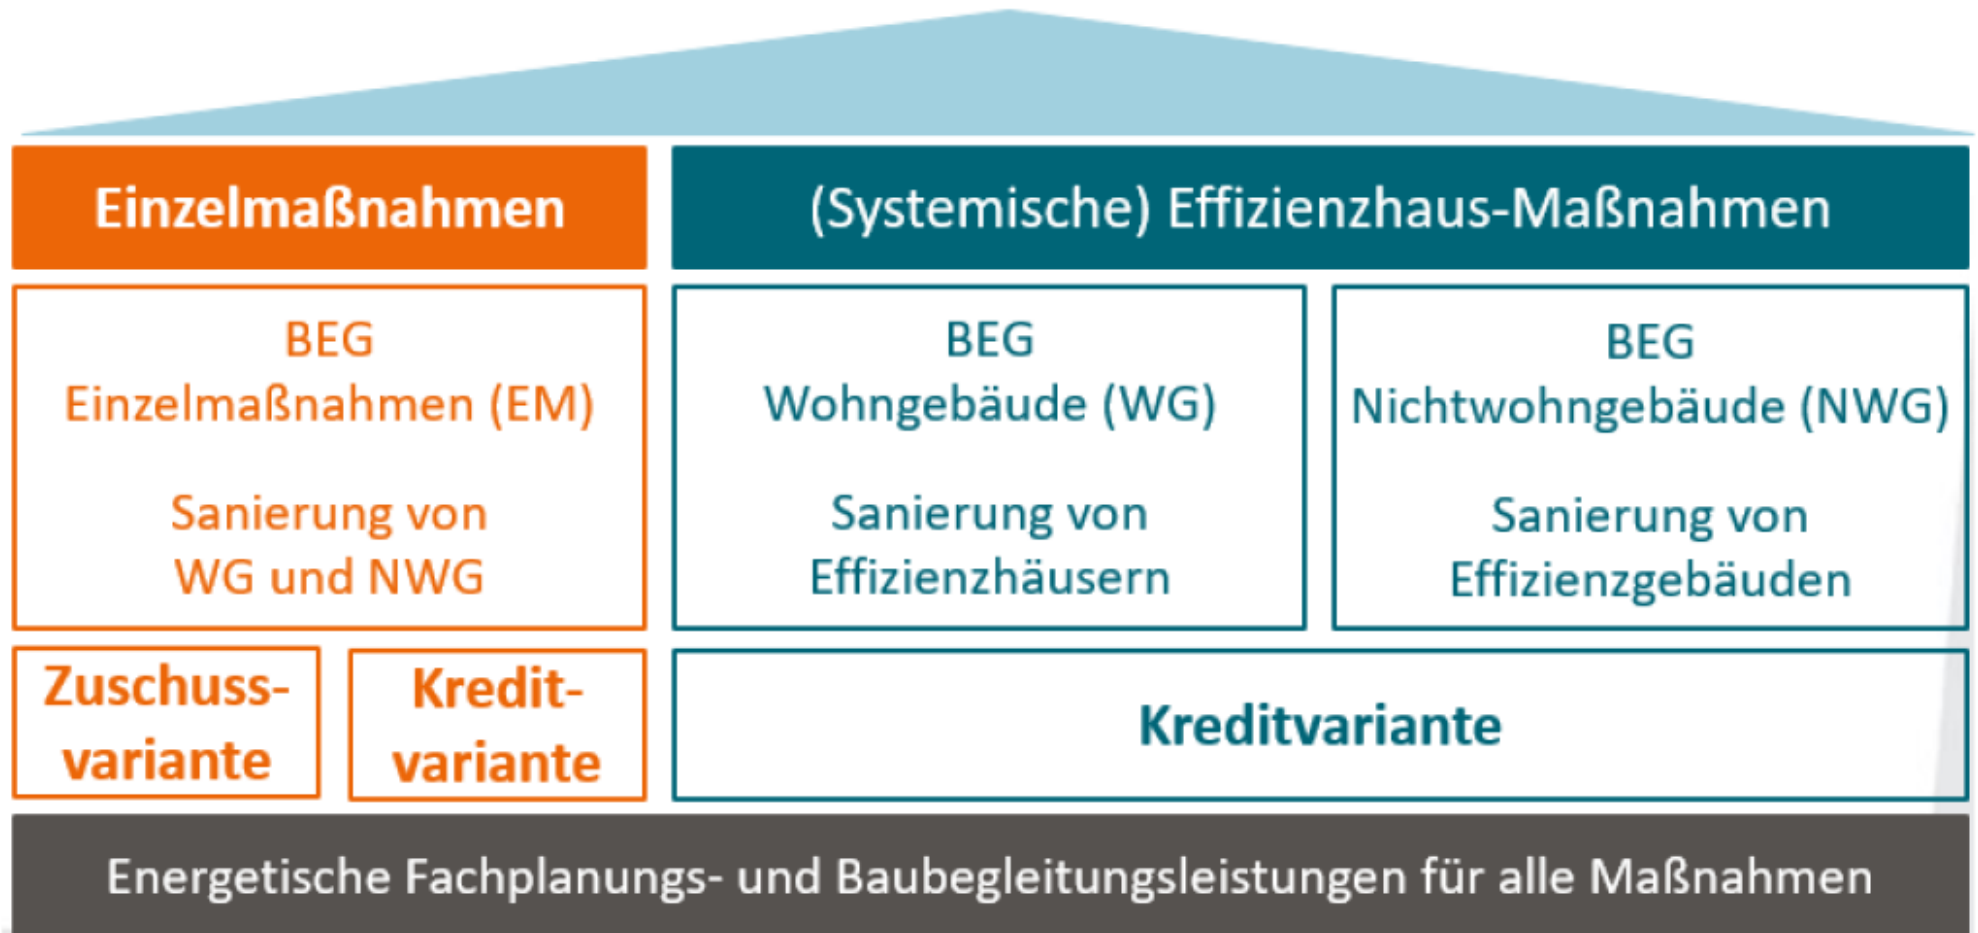 Einzelmaßnahmen
(Systemische) Effizienzhaus-Maßnahmen
BEG
Einzelmaßnahmen (EM)
Sanierung von
WG und NWG
BEG
Wohngebäude (WG)
Sanierung von
Effizienzhäusern
BEG
Nichtwohngebäude (NWG)
Sanierung von
Effizienzgebäuden
Zuschuss-
variante
Kredit-
variante
Kreditvariante
Energetische Fachplanungs- und Baubegleitungsleistungen für alle Maßnahmen